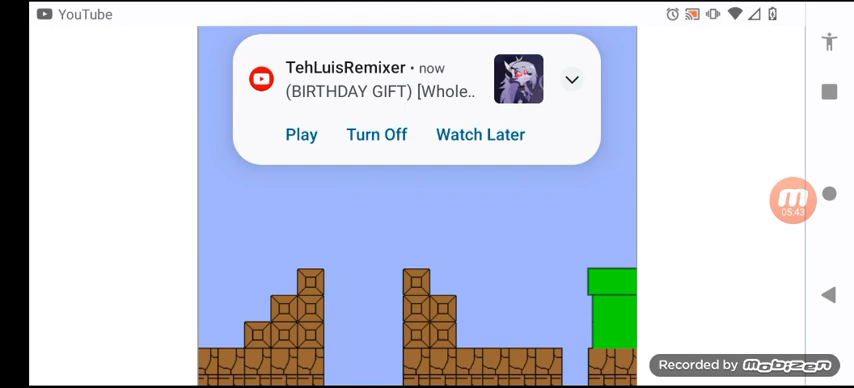 YouTube
TehLuisRemixer • now
(BIRTHDAY GIFT) [Whole..
Play Turn Off Watch Later
05:43
Recorded by mobizen